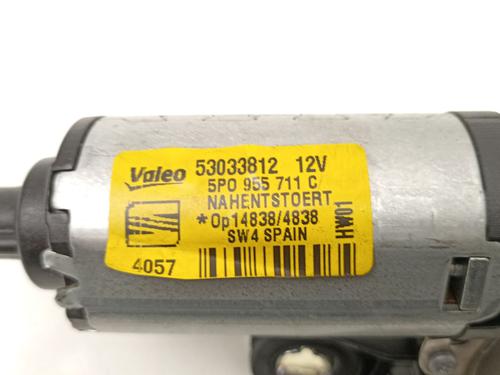 Valeo 53033812 12V
5P0 955 711 C
NAHENTSTOERT
*Op14838/4838
SW4 SPAIN
4057
HW01